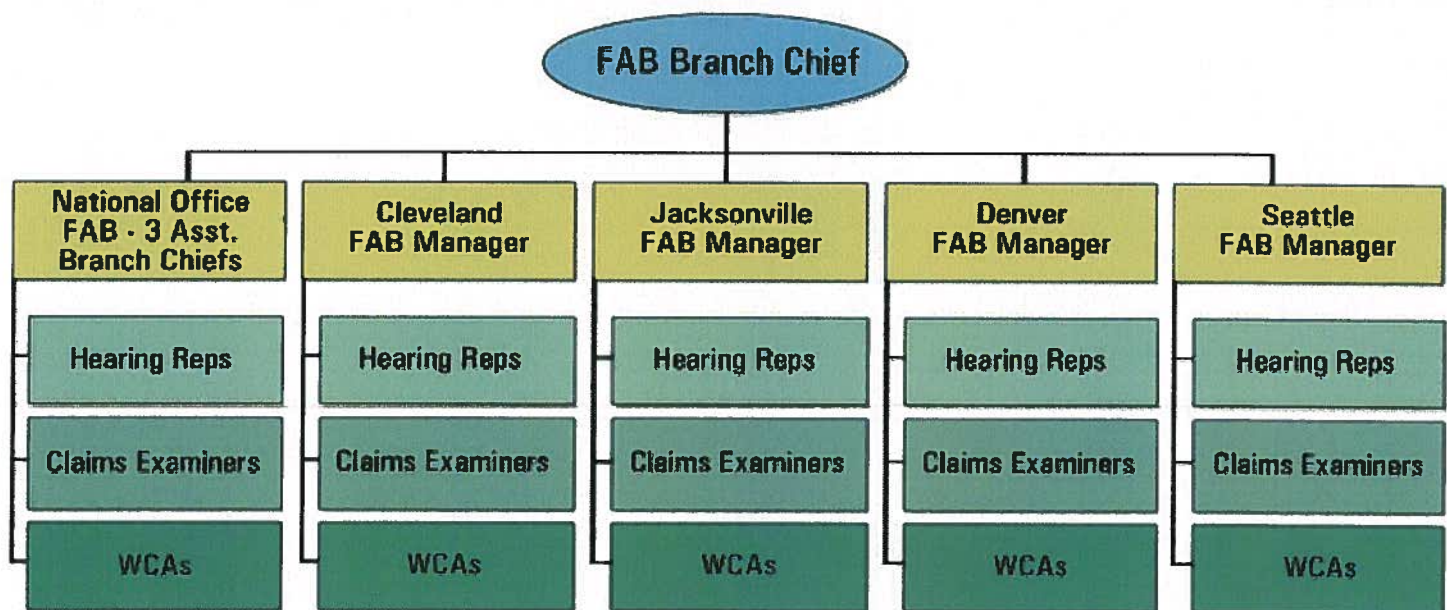 FAB Branch Chief
National Office
FAB - 3 Asst.
Branch Chiefs
Cleveland
FAB Manager
Jacksonville
FAB Manager
Denver
FAB Manager
Seattle
FAB Manager
Hearing Reps
Hearing Reps
Hearing Reps
Hearing Reps
Hearing Reps
Claims Examiners
Claims Examiners
Claims Examiners
Claims Examiners
Claims Examiners
WCAs
WCAs
WCAs
WCAs
WCAs